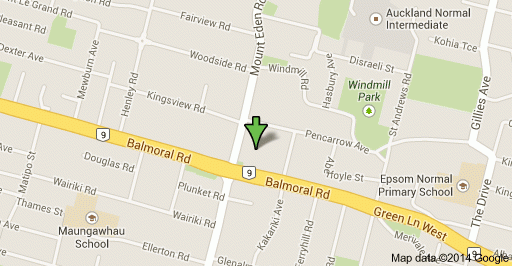 Le Grand Rd
Fairview Rd
Mount Eden Rd
Auckland Normal
Intermediate
Kohia Tce
Dexter Ave
Mewburn Ave
Woodside Rd
Windmill Rd
Disraeli St
Hasbury Ave
Windmill
Park
St Andrews Rd
Gillies Ave
Henley Rd
Kingsview Rd
9
Balmoral Rd
Pencarrow Ave
Matipo St
Douglas Rd
9
Balmoral Rd
Hoyle St
Epsom Normal
Primary School
Wairiki Rd
Plunket Rd
Green Ln West
The Drive
Thames St
Maungawhau
School
Wairiki Rd
Kakariki Ave
Ellerton Rd
9
Map data ©2014 Google